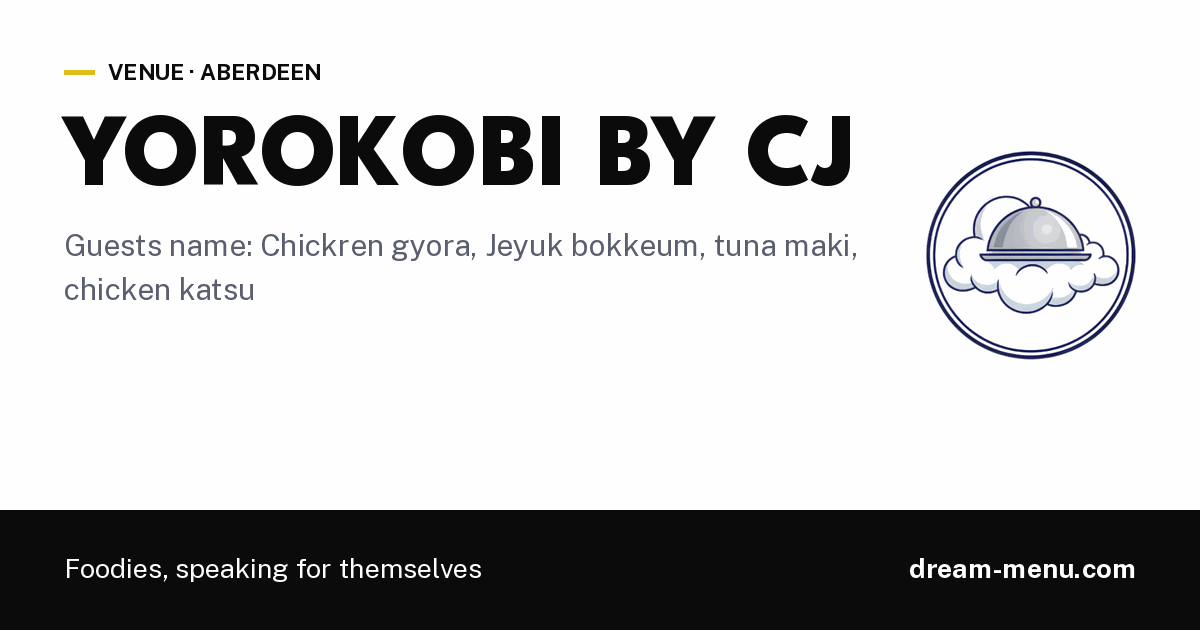 VENUE · ABERDEEN
YOROKOBI BY CJ
Guests name: Chickren gyora, Jeyuk bokkeum, tuna maki,
chicken katsu
Foodies, speaking for themselves
dream-menu.com